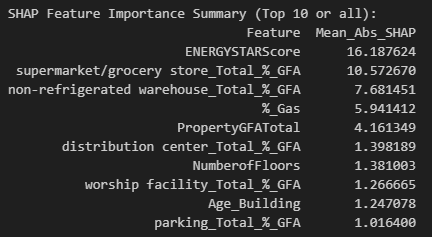 SHAP Feature Importance Summary (Top 10 or all):
Feature Mean_Abs_SHAP
ENERGYSTARScore 16.187624
supermarket/grocery store_Total_%_GFA 10.572670
non-refrigerated warehouse_Total_%_GFA 7.681451
%_Gas 5.941412
PropertyGFATotal 4.161349
distribution center_Total_%_GFA 1.398189
NumberofFloors 1.381003
worship facility_Total_%_GFA 1.266665
Age_Building 1.247078
parking_Total_%_GFA 1.016400